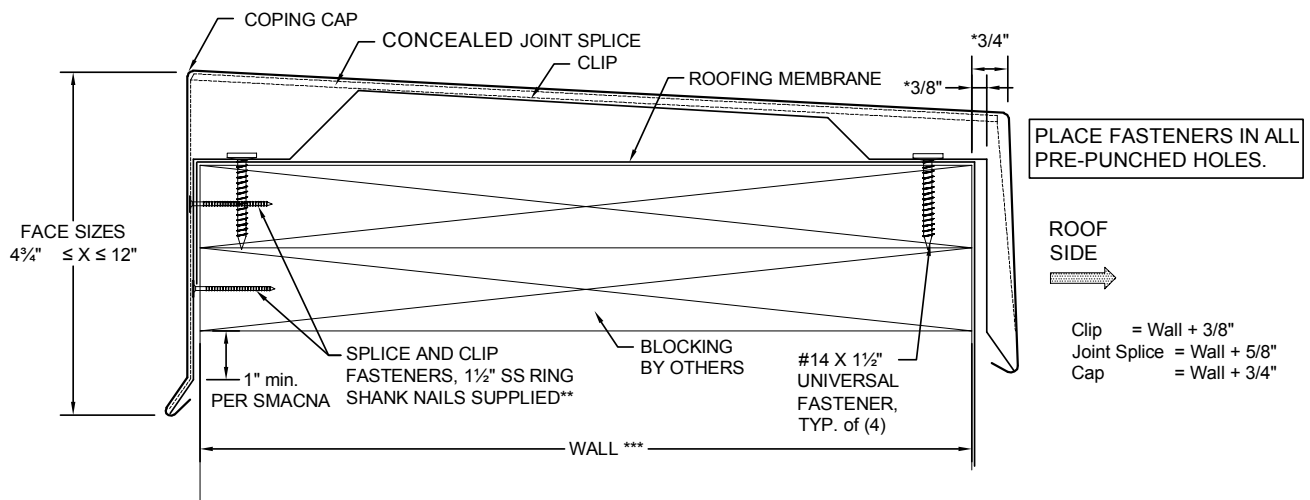 COPING CAP
CONCEALED JOINT SPLICE
CLIP
ROOFING MEMBRANE
*3/4"
*3/8"
PLACE FASTENERS IN ALL
PRE-PUNCHED HOLES.
FACE SIZES
4¾" ≤ X ≤ 12"
ROOF
SIDE
1" min.
PER SMACNA
SPLICE AND CLIP
FASTENERS, 1½" SS RING
SHANK NAILS SUPPLIED**
BLOCKING
BY OTHERS
#14 X 1½"
UNIVERSAL
FASTENER,
TYP. of (4)
Clip = Wall + 3/8"
Joint Splice = Wall + 5/8"
Cap = Wall + 3/4"
WALL ***